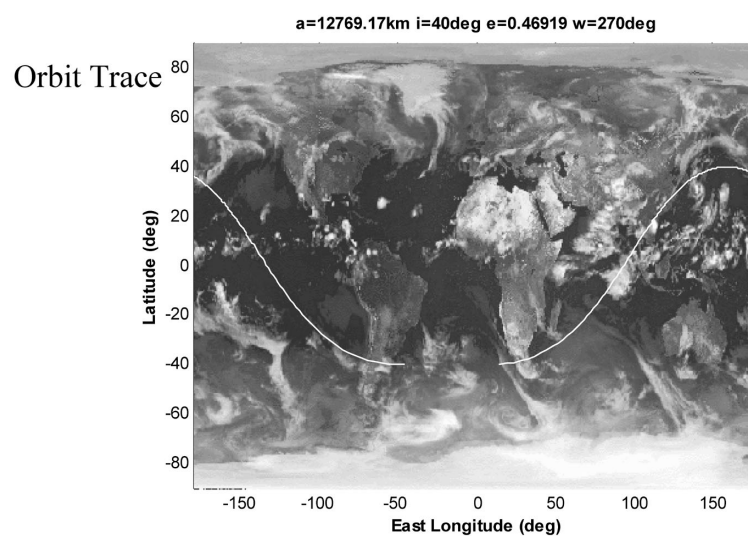 a=12769.17km i=40deg e=0.46919 w=270deg
Orbit Trace
80
60
40
20
0
-20
-40
-60
-80
Latitude (deg)
-150 -100 -50 0 50 100 150
East Longitude (deg)